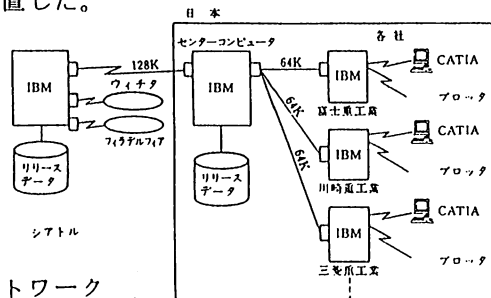 直した。
日本
センターコンピュータ
各社
128K
64K
CATIA
IBM
ウィチタ
IBM
IBM
プロッタ
フィラデルフィア
富士重工業
64K
CATIA
リリース
データ
リリース
データ
IBM
プロッタ
川崎重工業
64K
CATIA
シアトル
IBM
プロッタ
三菱重工業
トワーク